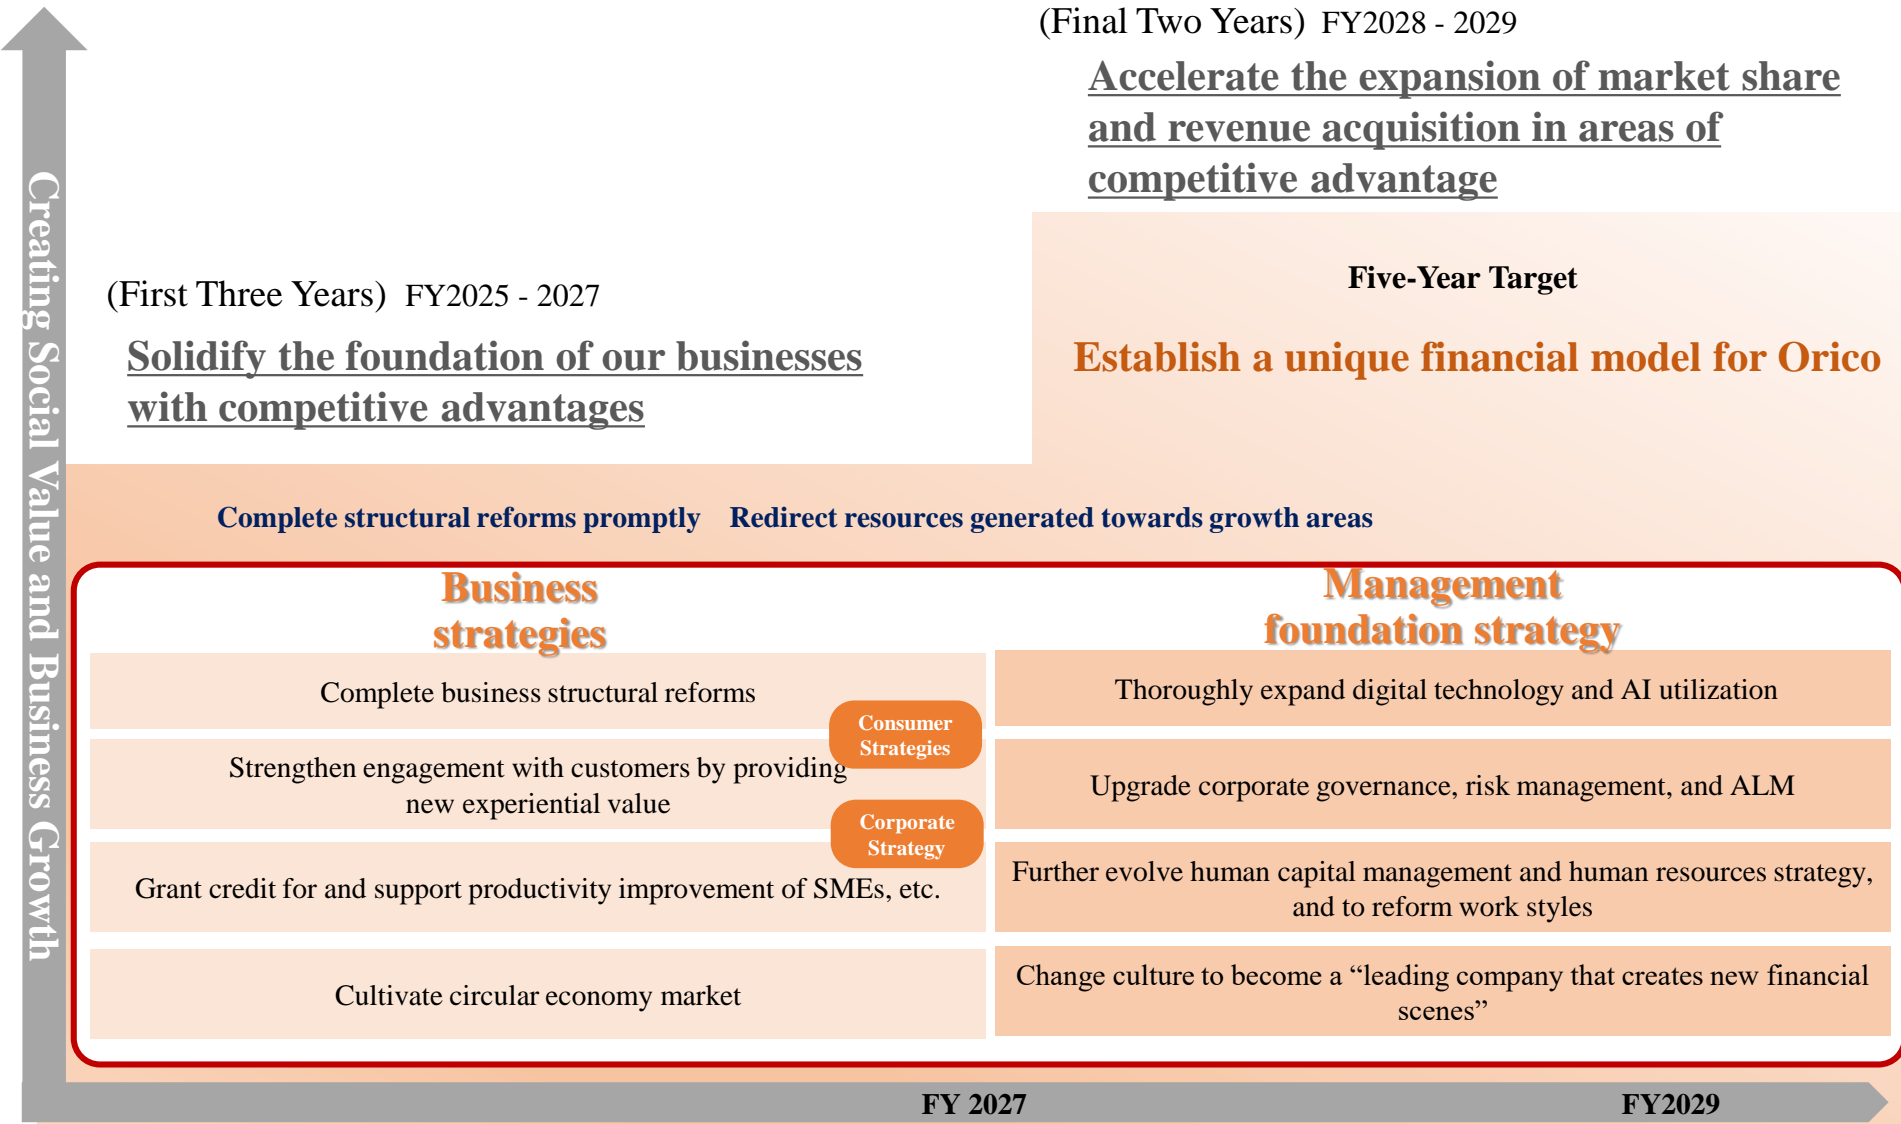 (Final Two Years) FY2028 - 2029
Accelerate the expansion of market share
and revenue acquisition in areas of
competitive advantage
Five-Year Target
Establish a unique financial model for Orico
(First Three Years) FY2025 - 2027
Solidify the foundation of our businesses
with competitive advantages
Creating Social Value and Business Growth
Complete structural reforms promptly Redirect resources generated towards growth areas
Business
strategies
Complete business structural reforms
Consumer
Strategies
Strengthen engagement with customers by providing
new experiential value
Corporate
Strategy
Grant credit for and support productivity improvement of SMEs, etc.
Cultivate circular economy market
Management
foundation strategy
Thoroughly expand digital technology and AI utilization
Upgrade corporate governance, risk management, and ALM
Further evolve human capital management and human resources strategy,
and to reform work styles
Change culture to become a “leading company that creates new financial
scenes”
FY 2027
FY2029